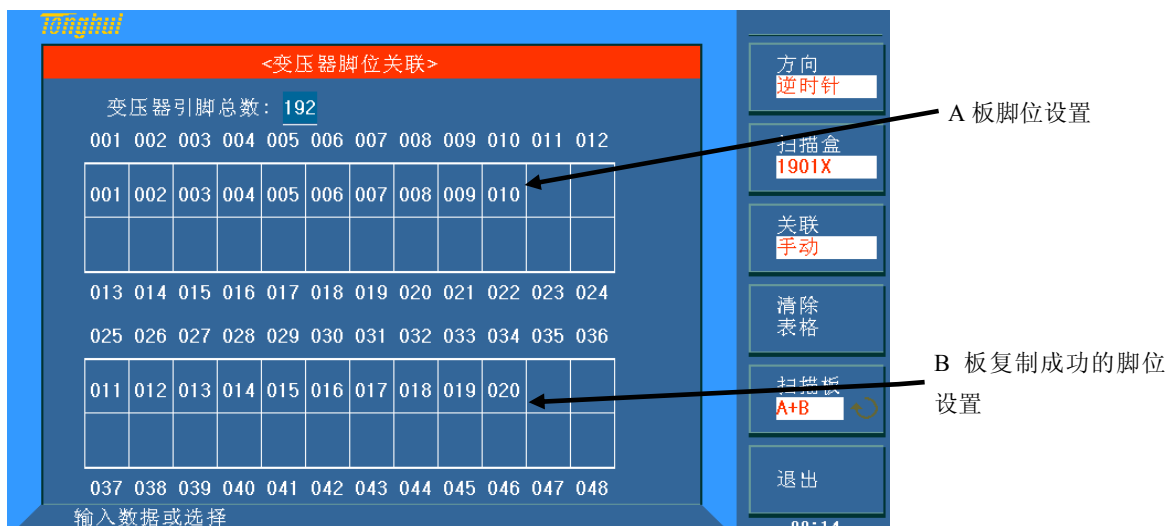 Tonghui
<变压器脚位关联>
变压器引脚总数: 192
001 002 003 004 005 006 007 008 009 010 011 012
001 002 003 004 005 006 007 008 009 010
013 014 015 016 017 018 019 020 021 022 023 024
025 026 027 028 029 030 031 032 033 034 035 036
011 012 013 014 015 016 017 018 019 020
037 038 039 040 041 042 043 044 045 046 047 048
输入数据或选择
方向
逆时针
扫描盒
1901X
关联
手动
清除
表格
扫描板
A+B
退出
A 板脚位设置
B 板复制成功的脚位
设置